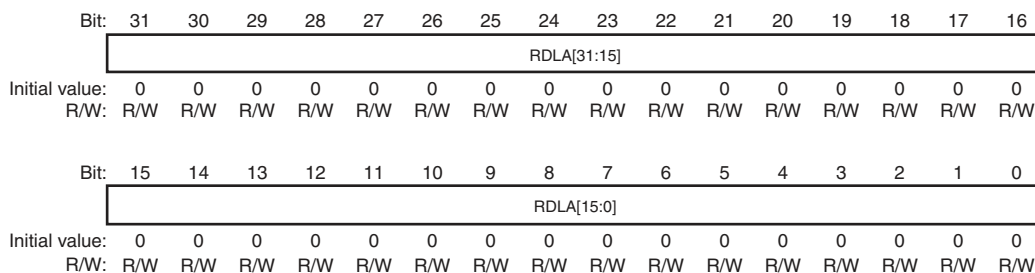 Bit: 31 30 29 28 27 26 25 24 23 22 21 20 19 18 17 16
RDLA[31:15]
Initial value: 0 0 0 0 0 0 0 0 0 0 0 0 0 0 0 0
R/W: R/W R/W R/W R/W R/W R/W R/W R/W R/W R/W R/W R/W R/W R/W R/W R/W
Bit: 15 14 13 12 11 10 9 8 7 6 5 4 3 2 1 0
RDLA[15:0]
Initial value: 0 0 0 0 0 0 0 0 0 0 0 0 0 0 0 0
R/W: R/W R/W R/W R/W R/W R/W R/W R/W R/W R/W R/W R/W R/W R/W R/W R/W